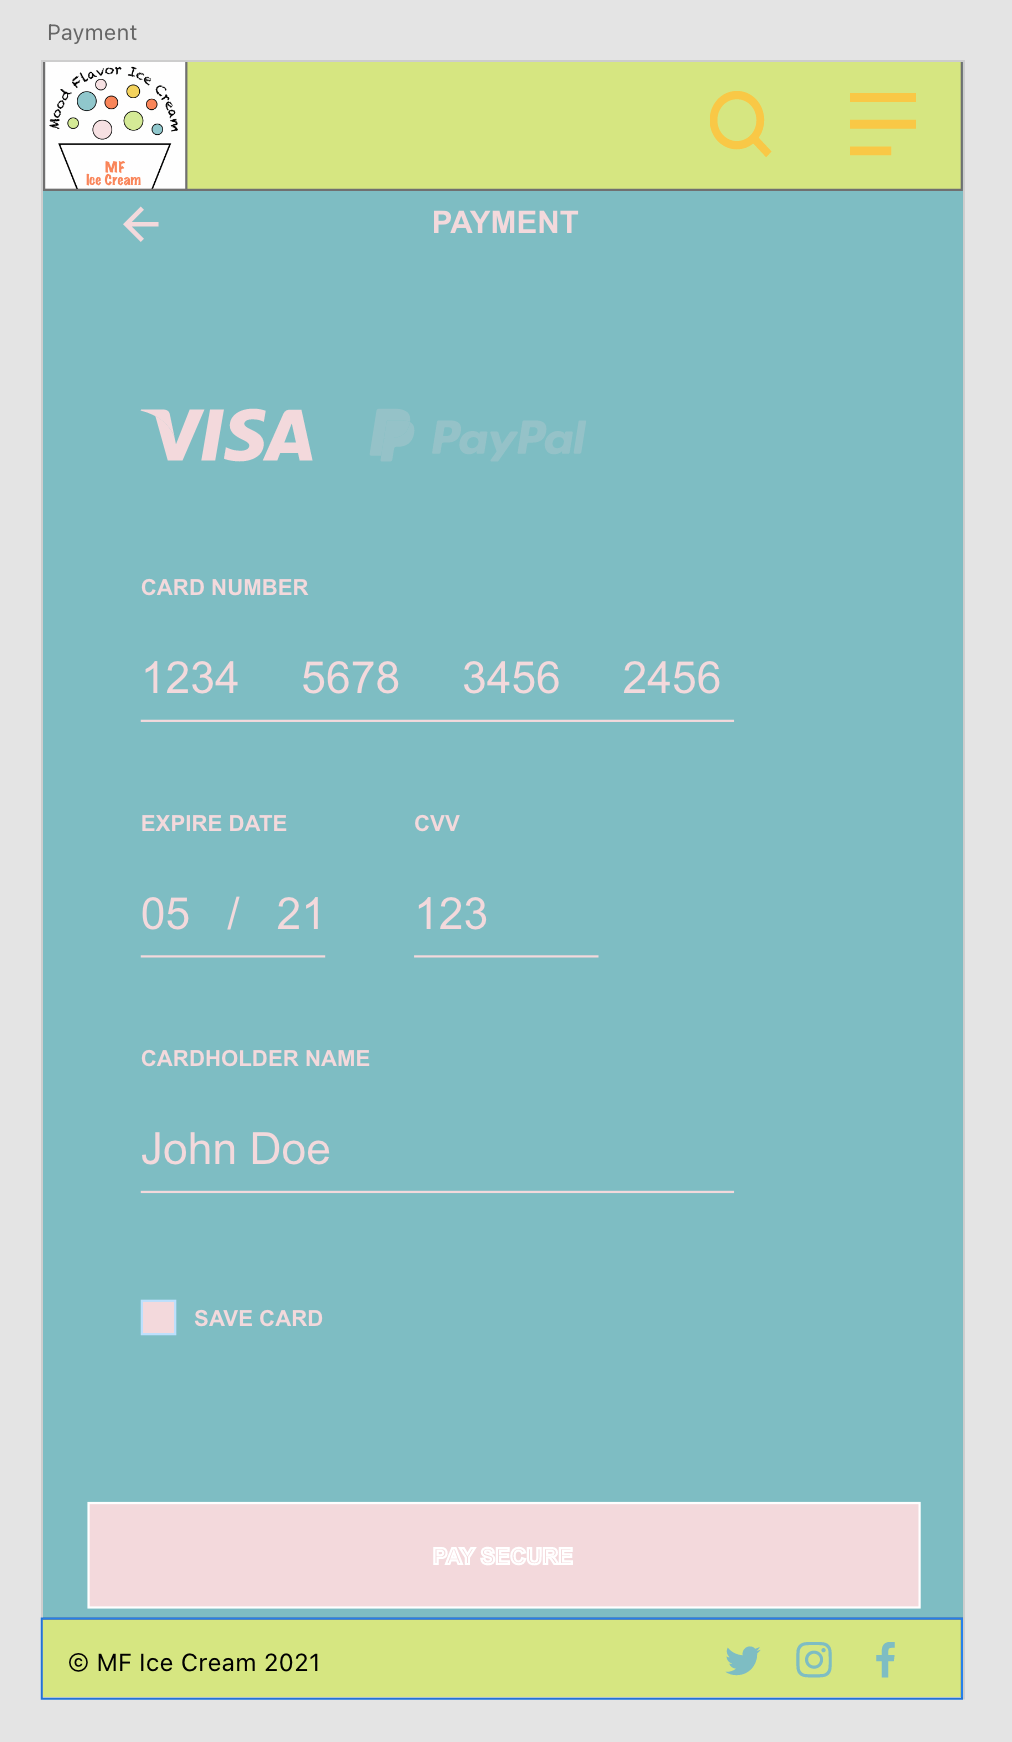 Payment
Mood Flavor Ice Cream
MF
Ice Cream
PAYMENT
VISA PayPal
CARD NUMBER
1234 5678 3456 2456
EXPIRE DATE CVV
05 / 21 123
CARDHOLDER NAME
John Doe
SAVE CARD
PAY SECURE
© MF Ice Cream 2021